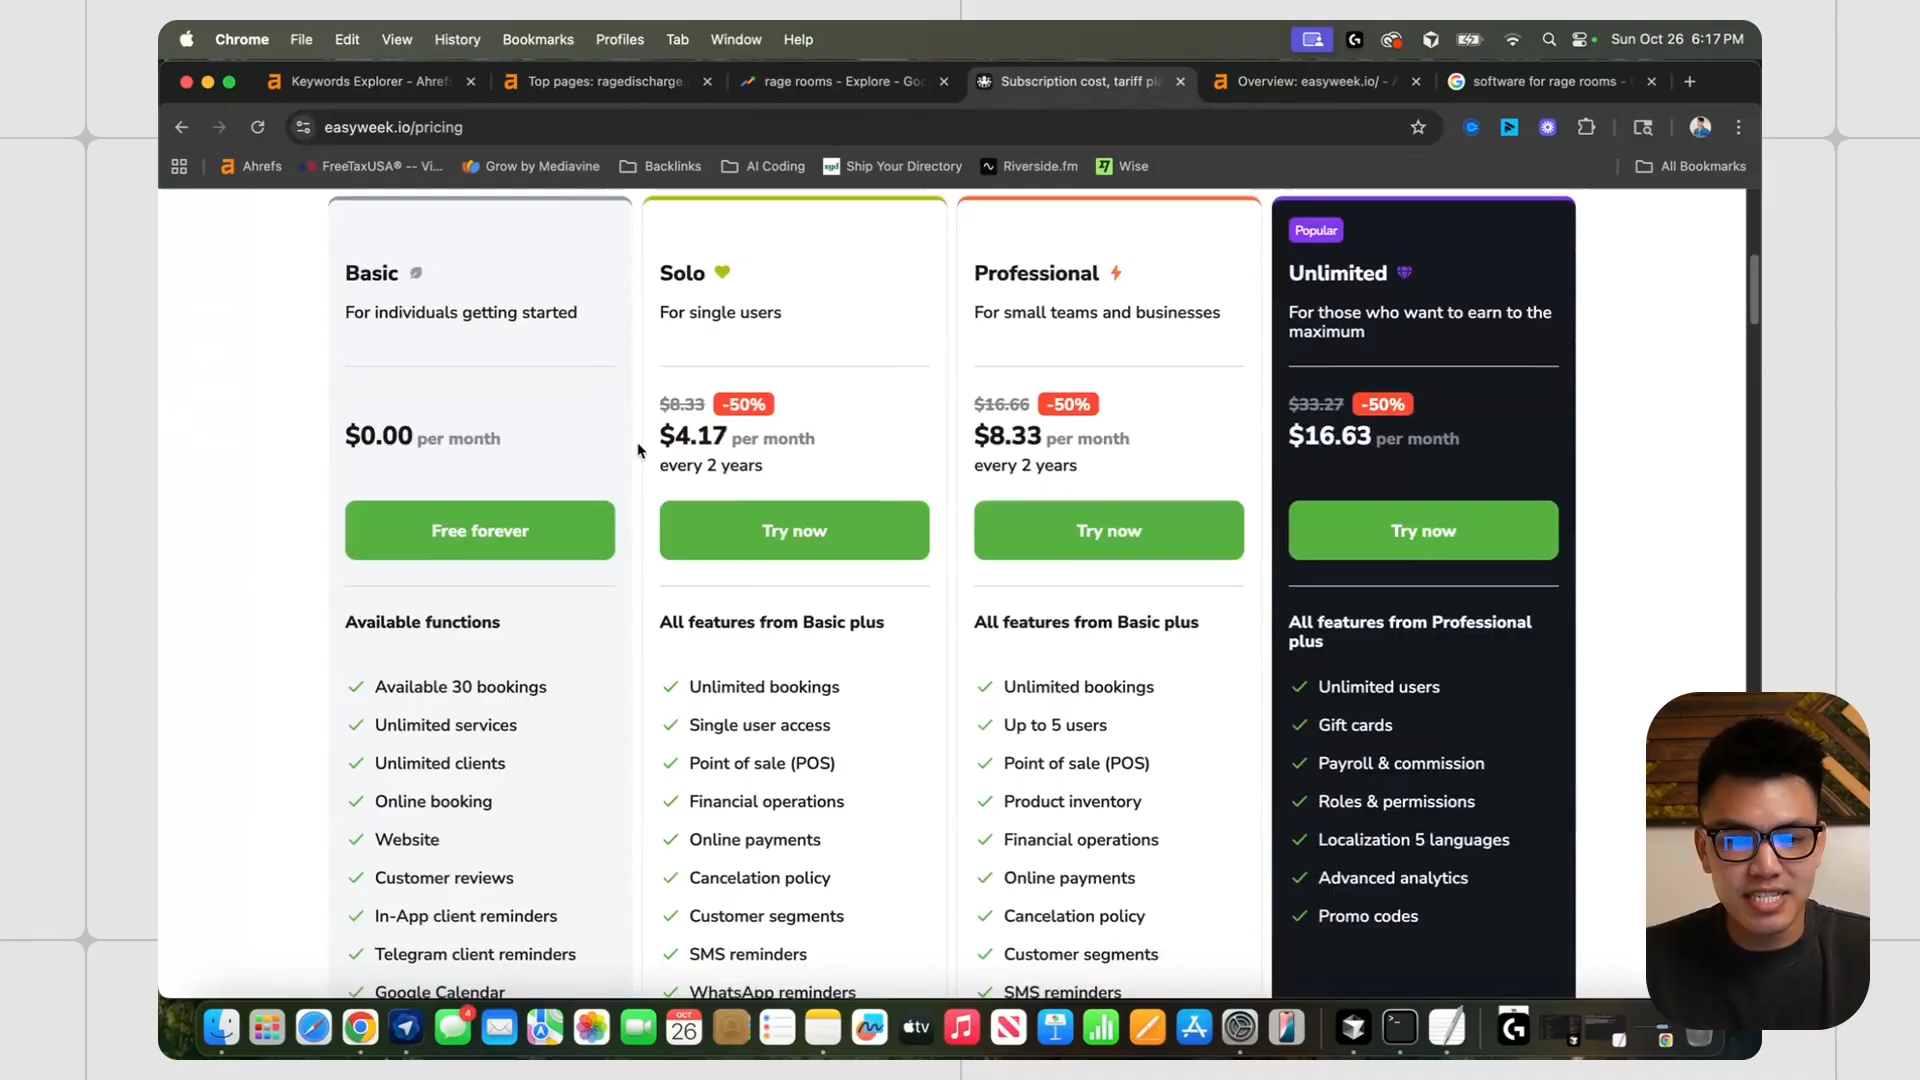 Chrome File Edit View History Bookmarks Profiles Tab Window Help
Sun Oct 26 6:17 PM
Keywords Explorer - Ahref
Top pages: ragedischarge.
rage rooms - Explore - Goo
Subscription cost, tariff pl
Overview: easyweek.io/ - A
software for rage rooms -
easyweek.io/pricing
Ahrefs
FreeTaxUSA® -- Vi...
Grow by Mediavine
Backlinks
AI Coding
syd
Ship Your Directory
Riverside.fm
Wise
All Bookmarks
Basic
For individuals getting started
$0.00 per month
Free forever
Available functions
Available 30 bookings
Unlimited services
Unlimited clients
Online booking
Website
Customer reviews
In-App client reminders
Telegram client reminders
Google Calendar
Solo
For single users
$8.33 -50%
$4.17 per month
every 2 years
Try now
All features from Basic plus
Unlimited bookings
Single user access
Point of sale (POS)
Financial operations
Online payments
Cancelation policy
Customer segments
SMS reminders
WhatsApp reminders
Professional
For small teams and businesses
$16.66 -50%
$8.33 per month
every 2 years
Try now
All features from Basic plus
Unlimited bookings
Up to 5 users
Point of sale (POS)
Product inventory
Financial operations
Online payments
Cancelation policy
Customer segments
SMS reminders
Popular
Unlimited
For those who want to earn to the
maximum
$33.27 -50%
$16.63 per month
Try now
All features from Professional
plus
Unlimited users
Gift cards
Payroll & commission
Roles & permissions
Localization 5 languages
Advanced analytics
Promo codes
4
OCT
26
tv